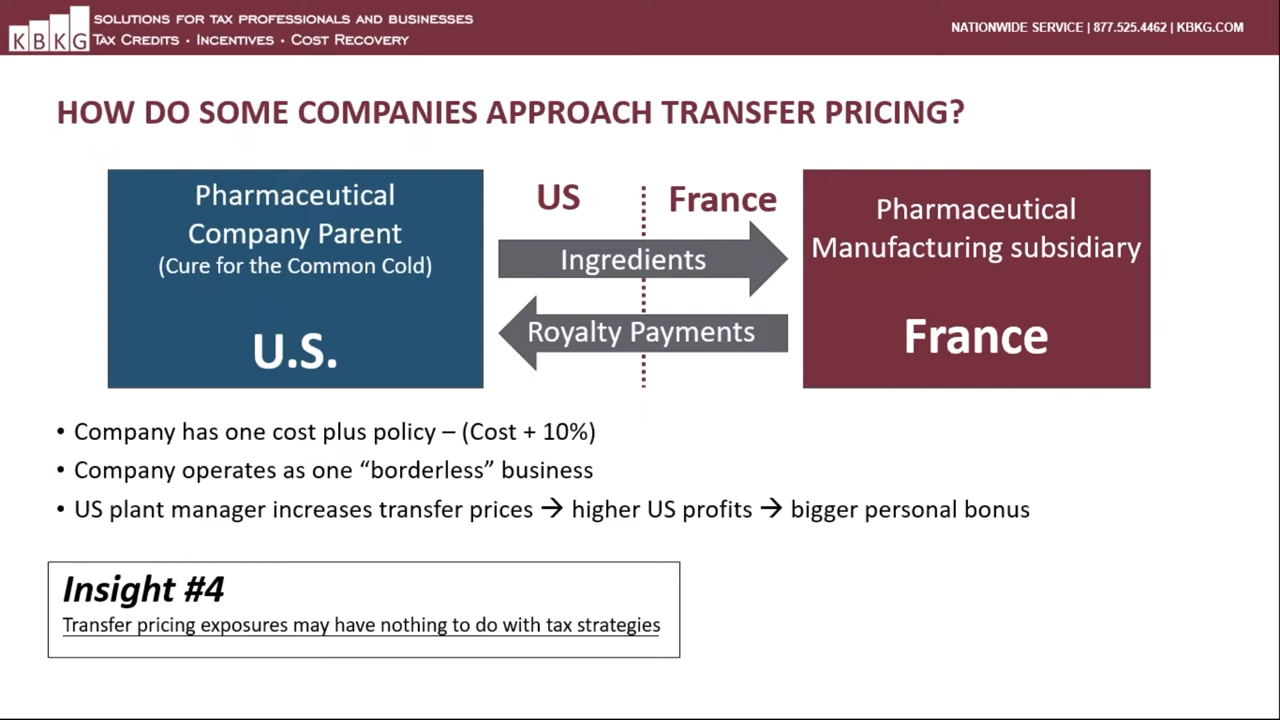 KBKG
SOLUTIONS FOR TAX PROFESSIONALS AND BUSINESSES
TAX CREDITS · INCENTIVES · COST RECOVERY
NATIONWIDE SERVICE | 877.525.4462 | KBKG.COM
HOW DO SOME COMPANIES APPROACH TRANSFER PRICING?
Pharmaceutical
Company Parent
(Cure for the Common Cold)
U.S.
US
France
Ingredients
Royalty Payments
Pharmaceutical
Manufacturing subsidiary
France
• Company has one cost plus policy – (Cost + 10%)
• Company operates as one “borderless” business
• US plant manager increases transfer prices → higher US profits → bigger personal bonus
Insight #4
Transfer pricing exposures may have nothing to do with tax strategies